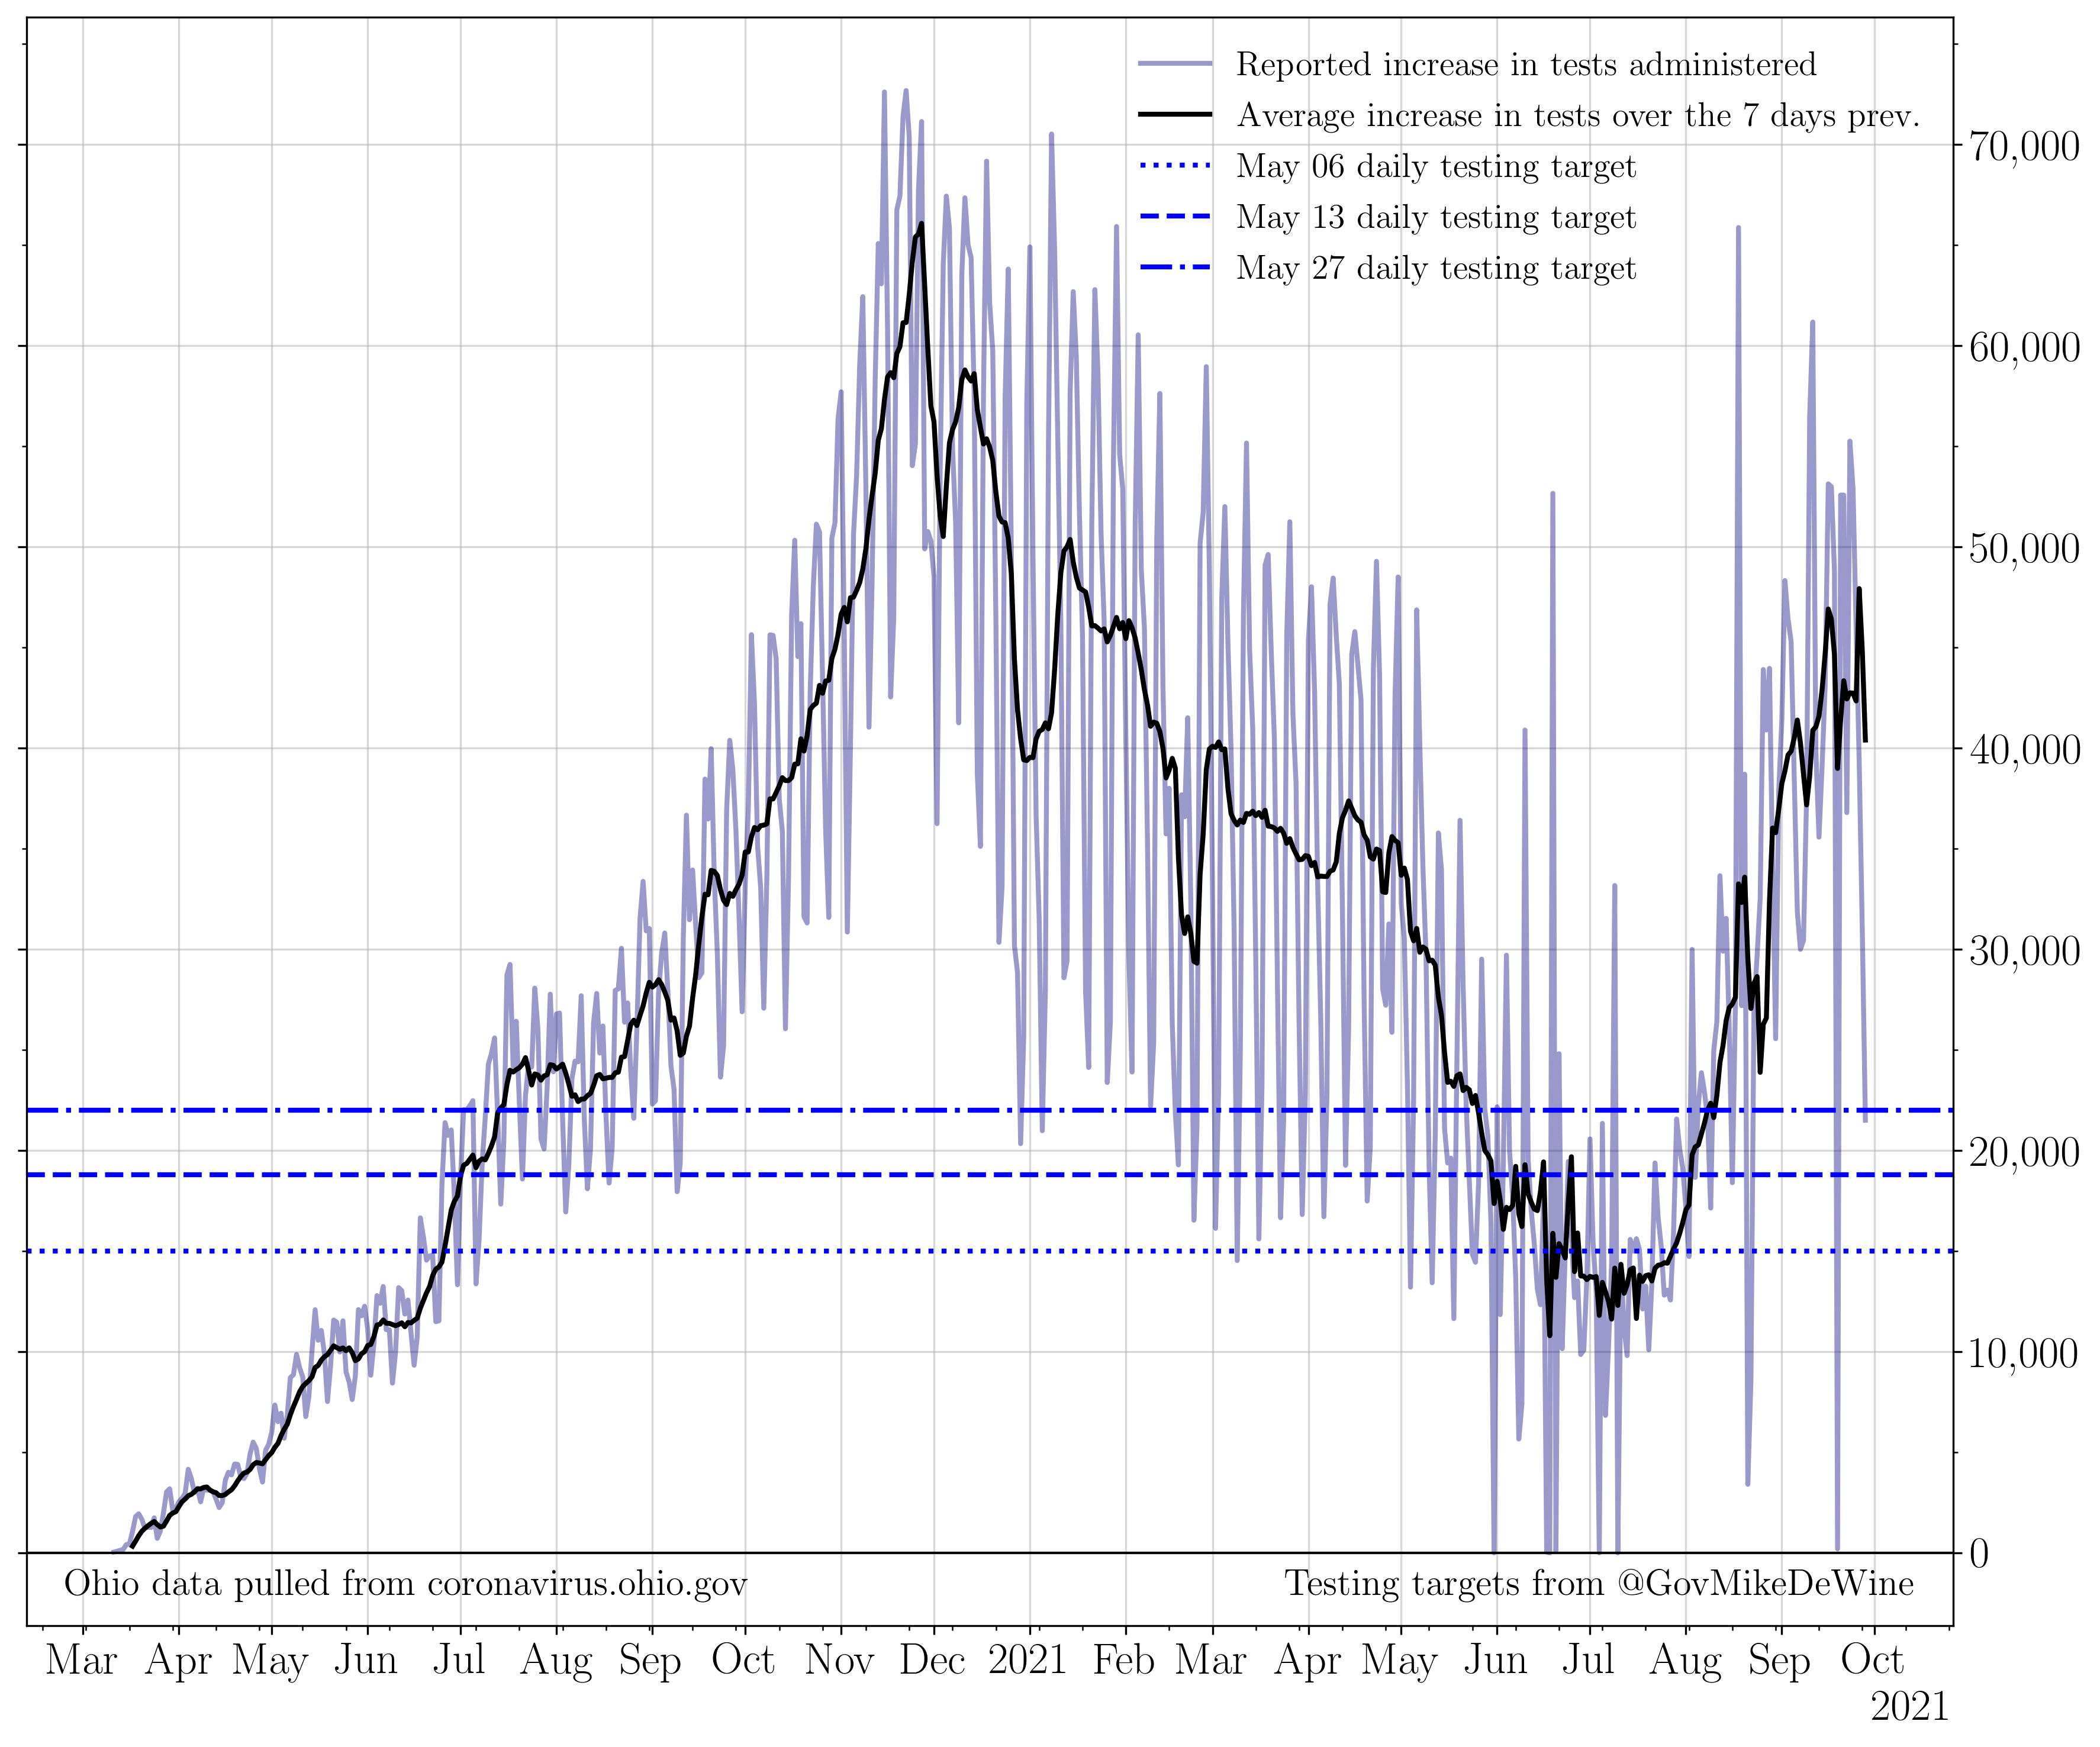 Reported increase in tests administered
Average increase in tests over the 7 days prev.
May 06 daily testing target
May 13 daily testing target
May 27 daily testing target
70,000
60,000
50,000
40,000
30,000
20,000
10,000
0
Ohio data pulled from coronavirus.ohio.gov
Testing targets from @GovMikeDeWine
Mar Apr May Jun Jul Aug Sep Oct Nov Dec 2021 Feb Mar Apr May Jun Jul Aug Sep Oct
2021